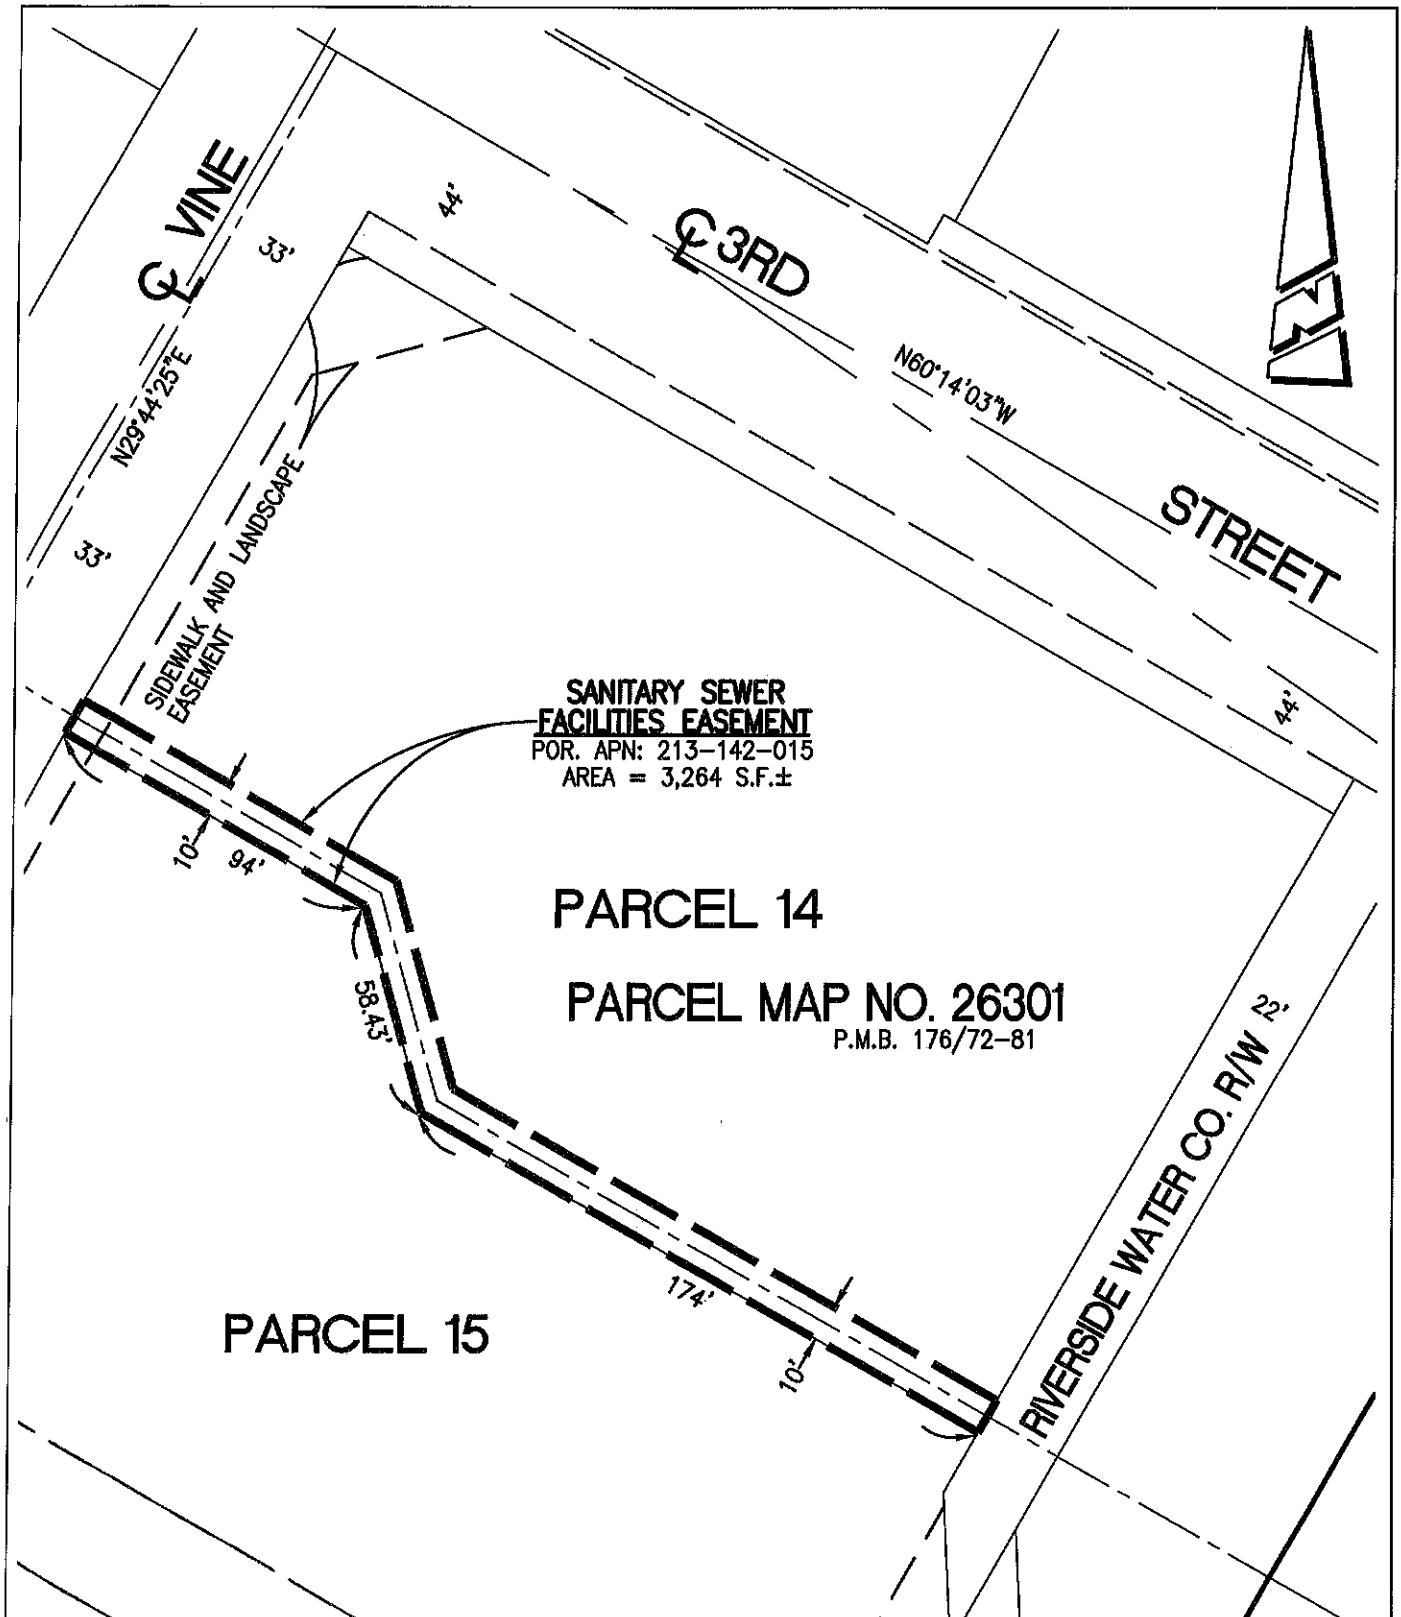 ℄ VINE
33'
44'
℄ 3RD
N
N60°14'03"W
N29°44'25"E
33'
STREET
SIDEWALK AND LANDSCAPE
EASEMENT
SANITARY SEWER
FACILITIES EASEMENT
POR. APN: 213-142-015
AREA = 3,264 S.F.±
44'
10'
94'
PARCEL 14
58.43'
PARCEL MAP NO. 26301
P.M.B. 176/72-81
22'
RIVERSIDE WATER CO. R/W
174'
PARCEL 15
10'